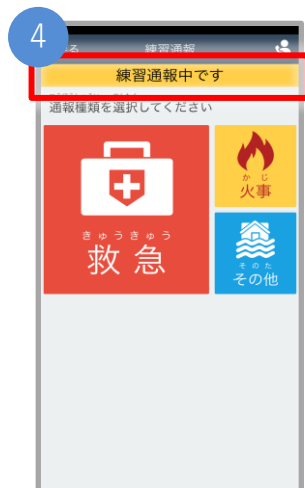 4
練習通報
練習通報中です
通報種類を選択してください
きゅうきゅう
救急
かじ
火事
そのた
その他